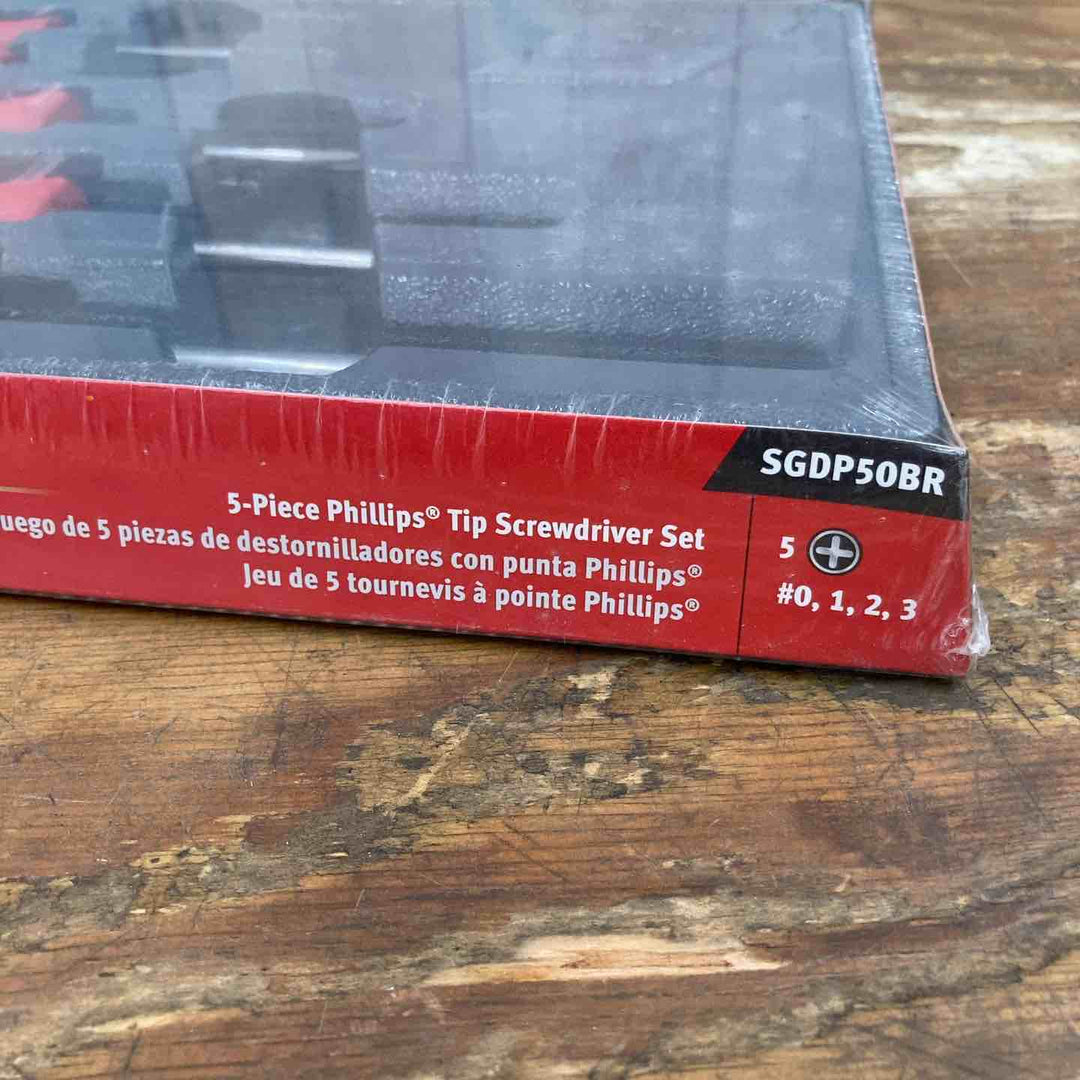 SGDP50BR
5-Piece Phillips® Tip Screwdriver Set
uego de 5 piezas de destornilladores con punta Phillips®
Jeu de 5 tournevis à pointe Phillips®
5
#0, 1, 2, 3